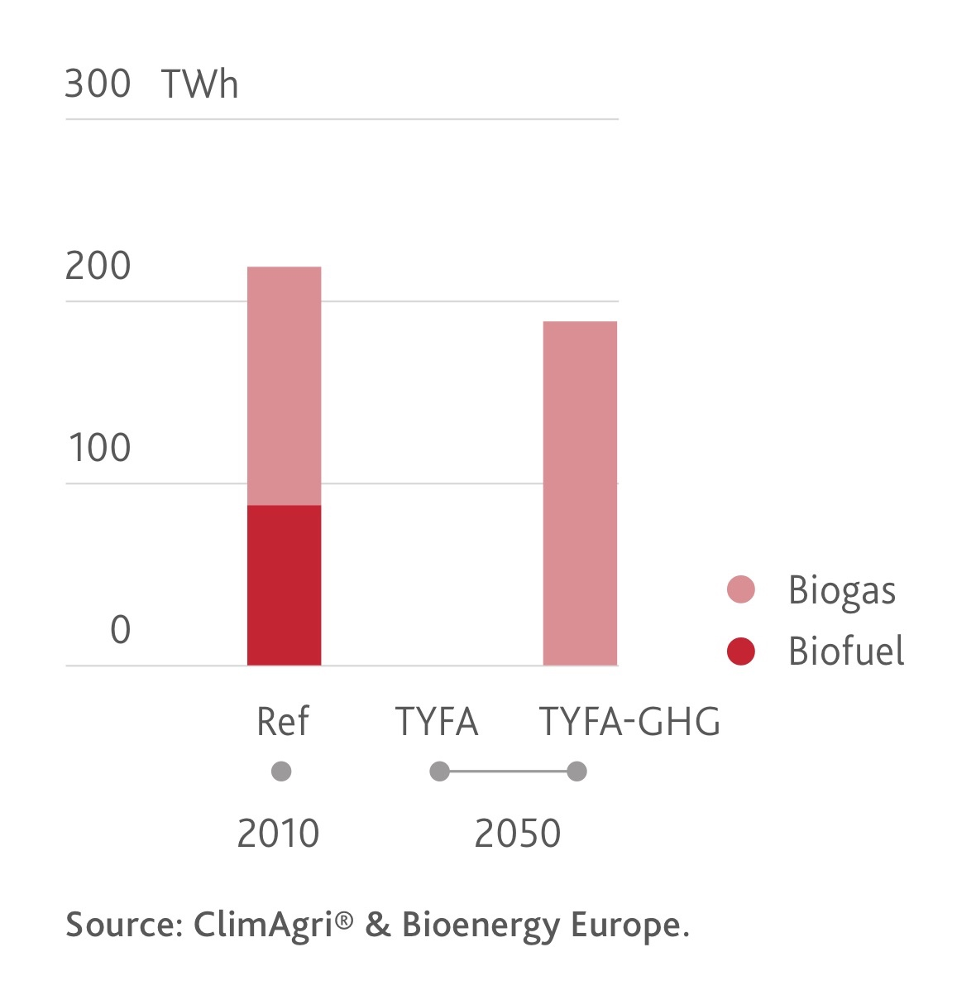 300 TWh
200
100
0
Biogas
Biofuel
Ref TYFA TYFA-GHG
2010 2050
Source: ClimAgri® & Bioenergy Europe.